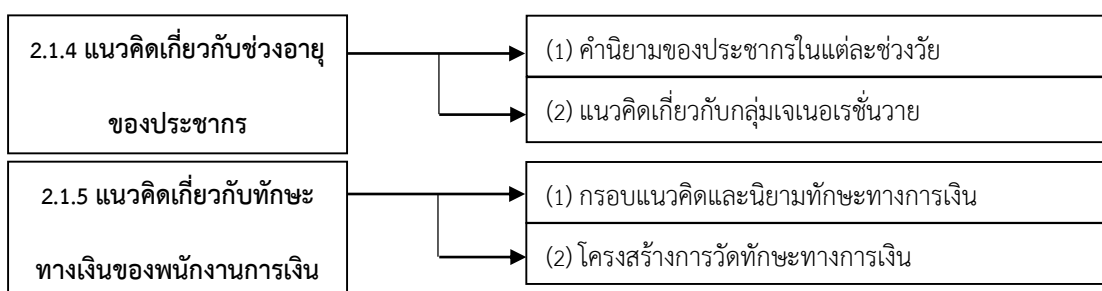 2.1.4 แนวคิดเกี่ยวกับช่วงอายุ
ของประชากร
(1) คำนิยามของประชากรในแต่ละช่วงวัย
(2) แนวคิดเกี่ยวกับกลุ่มเจเนอเรชั่นวาย
2.1.5 แนวคิดเกี่ยวกับทักษะ
ทางเงินของพนักงานการเงิน
(1) กรอบแนวคิดและนิยามทักษะทางการเงิน
(2) โครงสร้างการวัดทักษะทางการเงิน